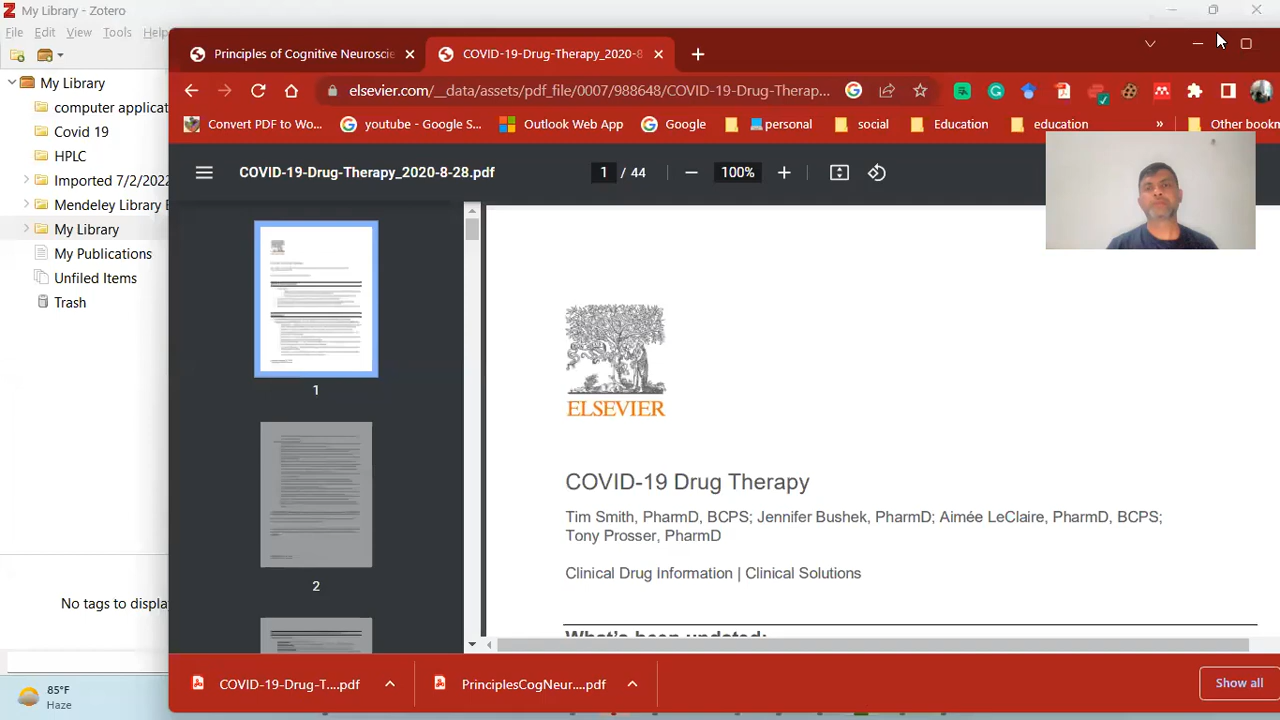 My Library - Zotero
File Edit View Tools Help
My Library
computer applicat
Covid 19
HPLC
Imported 7/2/2022
Mendeley Library
My Library
My Publications
Unfiled Items
Trash
No tags to display
85°F
Haze
Principles of Cognitive Neuroscie
COVID-19-Drug-Therapy_2020-8
elsevier.com/__data/assets/pdf_file/0007/988648/COVID-19-Drug-Therap...
Convert PDF to Wo... youtube - Google S... Outlook Web App Google personal social Education education » Other bookm
COVID-19-Drug-Therapy_2020-8-28.pdf 1 / 44 100%
1
2
ELSEVIER
COVID-19 Drug Therapy
Tim Smith, PharmD, BCPS; Jennifer Bushek, PharmD; Aimée LeClaire, PharmD, BCPS;
Tony Prosser, PharmD
Clinical Drug Information | Clinical Solutions
What's been updated:
COVID-19-Drug-T....pdf PrinciplesCogNeur....pdf Show all